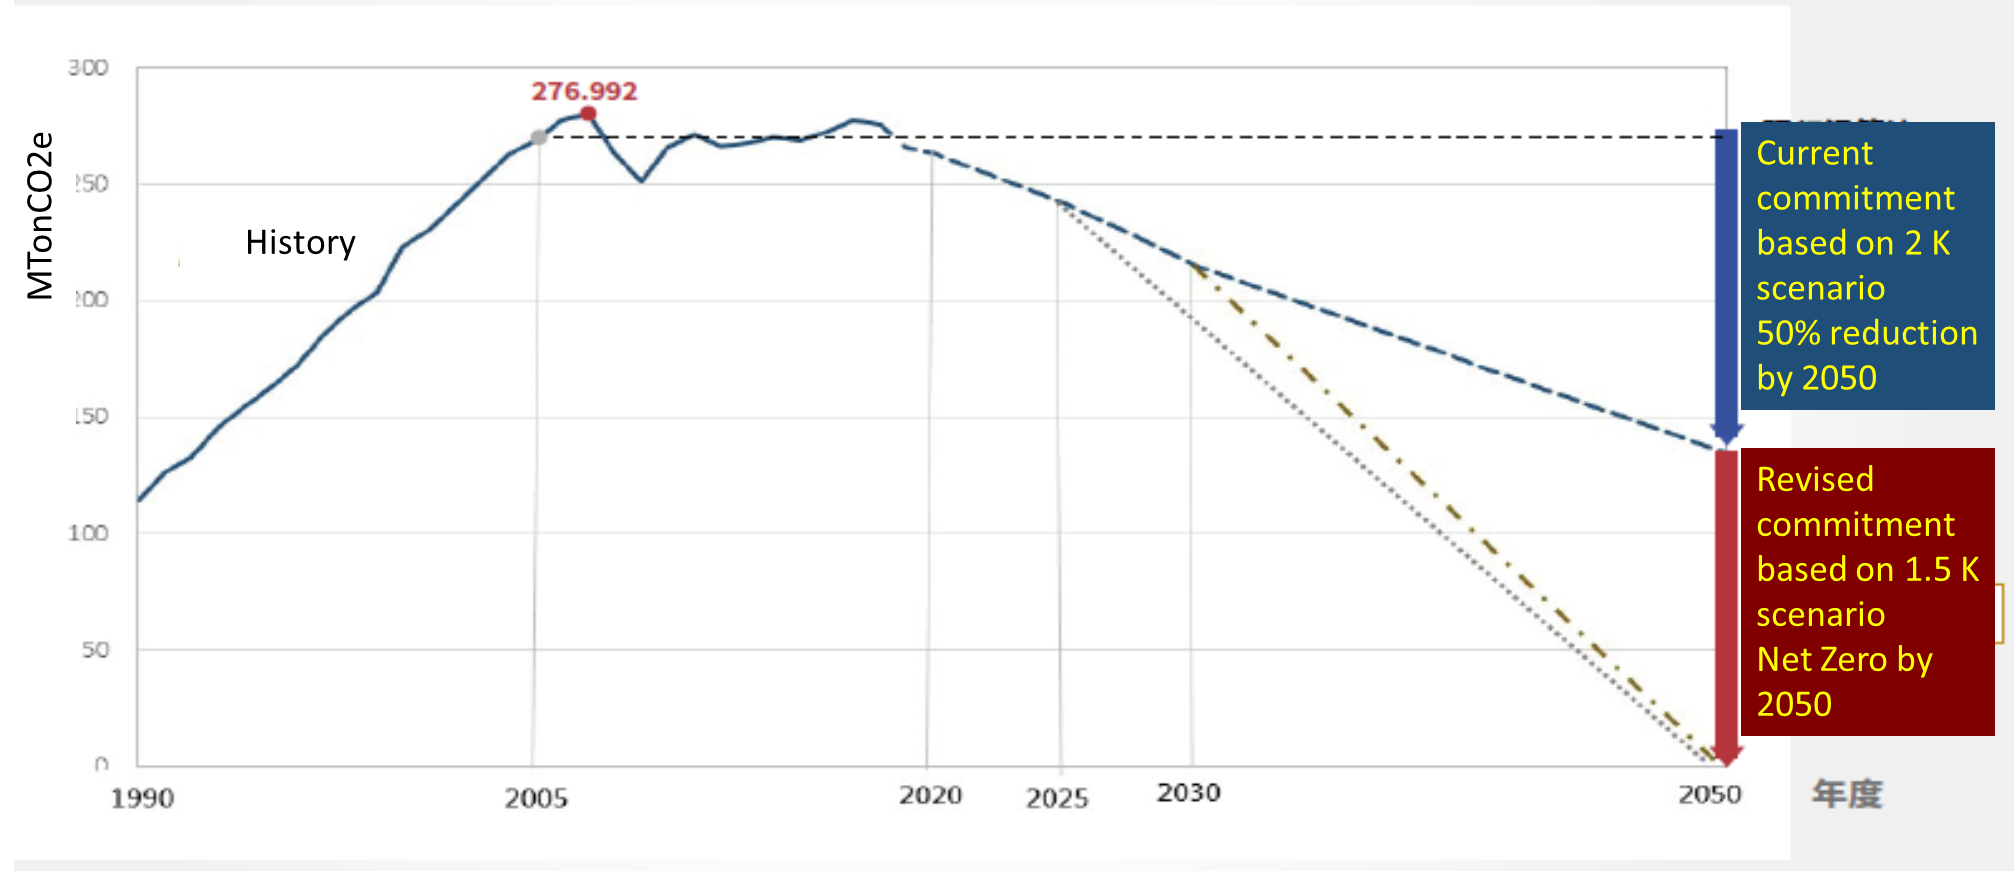 300
276.992
MTonCO2e
250
History
200
150
100
50
0
1990
2005
2020
2025
2030
2050
年度
Current
commitment
based on 2 K
scenario
50% reduction
by 2050
Revised
commitment
based on 1.5 K
scenario
Net Zero by
2050